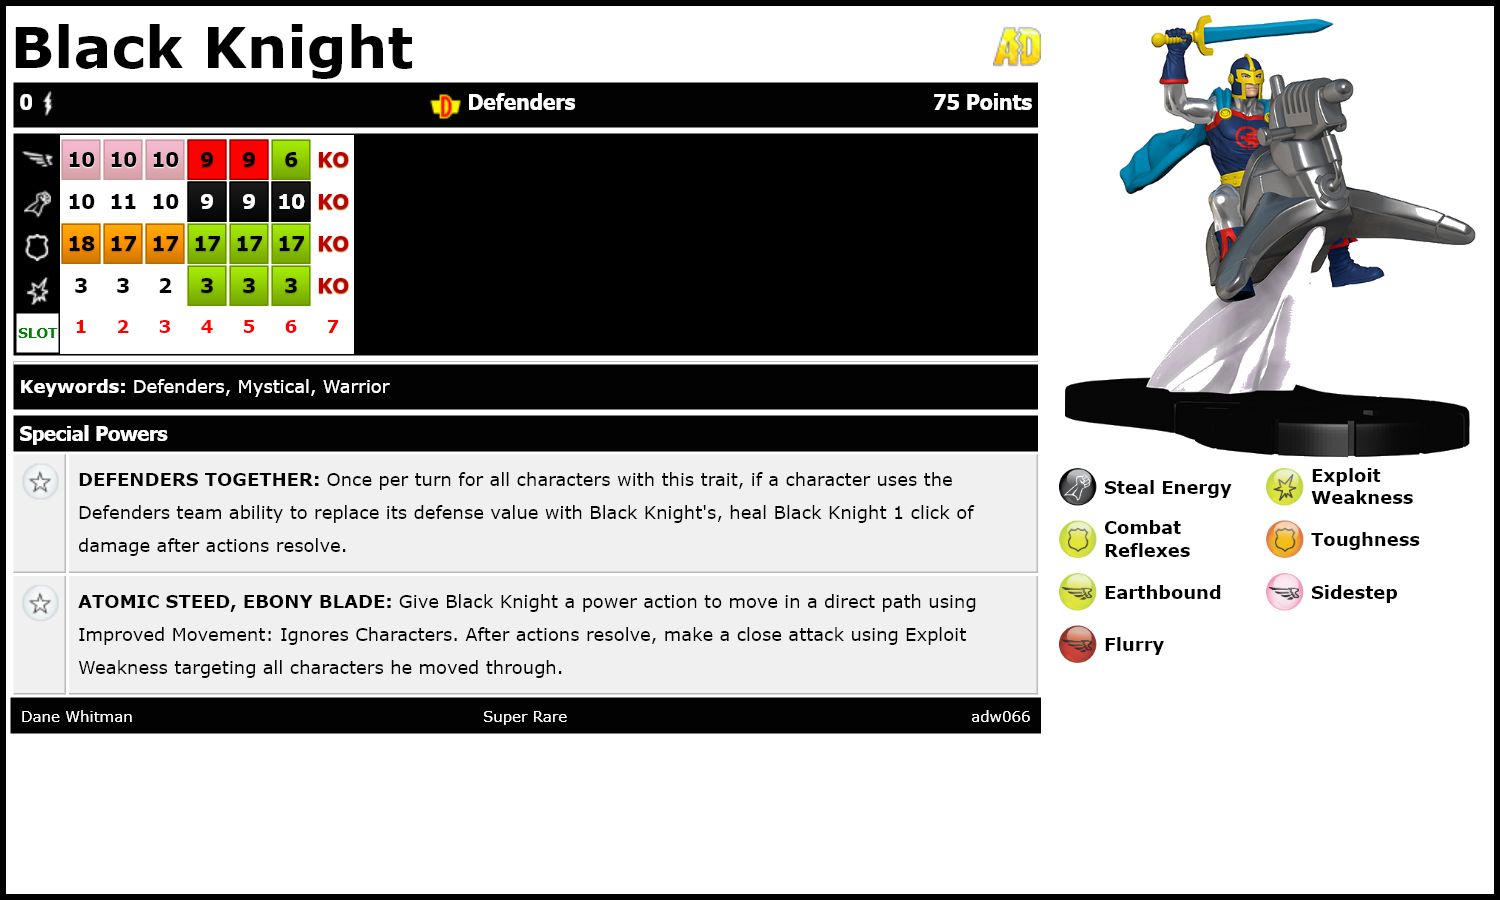 Black Knight
AD
0 Defenders 75 Points
10 10 10 9 9 6 KO
10 11 10 9 9 10 KO
18 17 17 17 17 17 KO
3 3 2 3 3 3 KO
SLOT 1 2 3 4 5 6 7
Keywords: Defenders, Mystical, Warrior
Special Powers
DEFENDERS TOGETHER: Once per turn for all characters with this trait, if a character uses the
Defenders team ability to replace its defense value with Black Knight's, heal Black Knight 1 click of
damage after actions resolve.
ATOMIC STEED, EBONY BLADE: Give Black Knight a power action to move in a direct path using
Improved Movement: Ignores Characters. After actions resolve, make a close attack using Exploit
Weakness targeting all characters he moved through.
Dane Whitman Super Rare adw066
Steal Energy
Exploit
Weakness
Combat
Reflexes
Toughness
Earthbound
Sidestep
Flurry